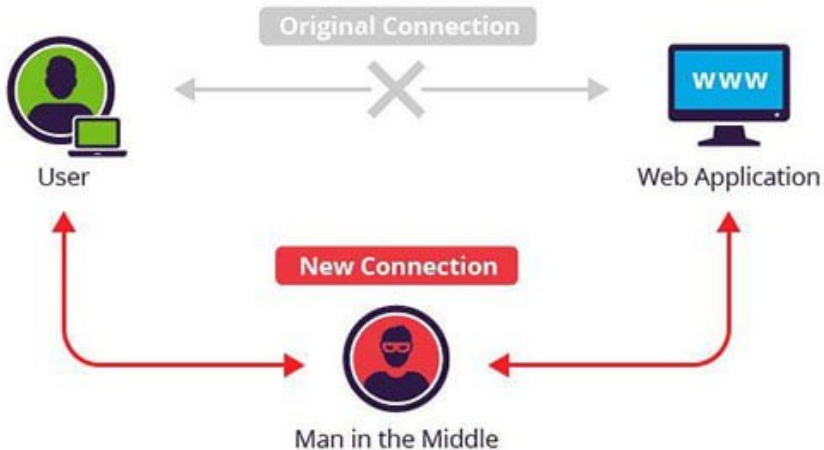 Original Connection
www
User
Web Application
New Connection
Man in the Middle